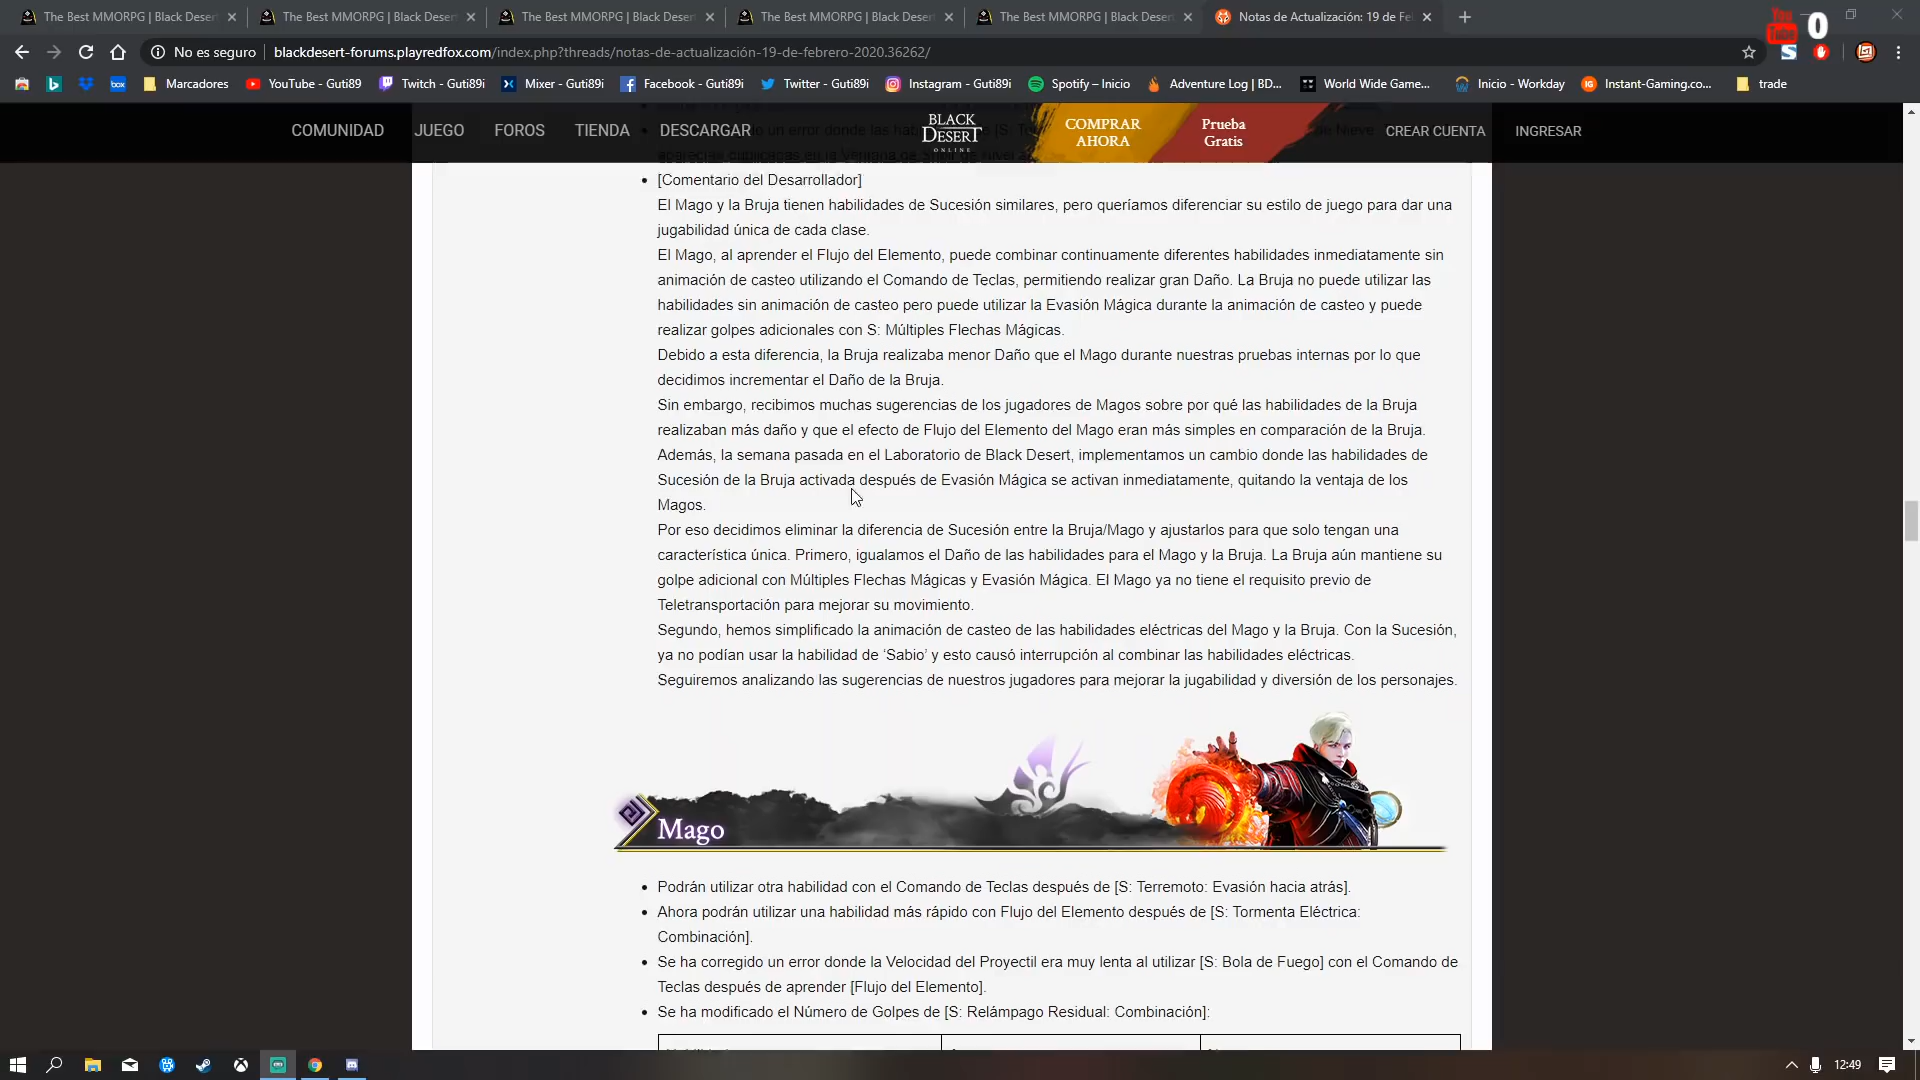 The Best MMORPG | Black Desert
The Best MMORPG | Black Desert
The Best MMORPG | Black Desert
The Best MMORPG | Black Desert
The Best MMORPG | Black Desert
Notas de Actualización: 19 de Fe
You
Tube
0
No es seguro
blackdesert-forums.playredfox.com/index.php?threads/notas-de-actualización-19-de-febrero-2020.36262/
Marcadores
YouTube - Guti89
Twitch - Guti89i
Mixer - Guti89i
Facebook - Guti89i
Twitter - Guti89i
Instagram - Guti89i
Spotify – Inicio
Adventure Log | BD...
World Wide Game...
Inicio - Workday
Instant-Gaming.co...
trade
COMUNIDAD
JUEGO
FOROS
TIENDA
DESCARGAR
BLACK
DESERT
ONLINE
COMPRAR
AHORA
Prueba
Gratis
CREAR CUENTA
INGRESAR
[Comentario del Desarrollador]
El Mago y la Bruja tienen habilidades de Sucesión similares, pero queríamos diferenciar su estilo de juego para dar una
jugabilidad única de cada clase.
El Mago, al aprender el Flujo del Elemento, puede combinar continuamente diferentes habilidades inmediatamente sin
animación de casteo utilizando el Comando de Teclas, permitiendo realizar gran Daño. La Bruja no puede utilizar las
habilidades sin animación de casteo pero puede utilizar la Evasión Mágica durante la animación de casteo y puede
realizar golpes adicionales con S: Múltiples Flechas Mágicas.
Debido a esta diferencia, la Bruja realizaba menor Daño que el Mago durante nuestras pruebas internas por lo que
decidimos incrementar el Daño de la Bruja.
Sin embargo, recibimos muchas sugerencias de los jugadores de Magos sobre por qué las habilidades de la Bruja
realizaban más daño y que el efecto de Flujo del Elemento del Mago eran más simples en comparación de la Bruja.
Además, la semana pasada en el Laboratorio de Black Desert, implementamos un cambio donde las habilidades de
Sucesión de la Bruja activada después de Evasión Mágica se activan inmediatamente, quitando la ventaja de los
Magos.
Por eso decidimos eliminar la diferencia de Sucesión entre la Bruja/Mago y ajustarlos para que solo tengan una
característica única. Primero, igualamos el Daño de las habilidades para el Mago y la Bruja. La Bruja aún mantiene su
golpe adicional con Múltiples Flechas Mágicas y Evasión Mágica. El Mago ya no tiene el requisito previo de
Teletransportación para mejorar su movimiento.
Segundo, hemos simplificado la animación de casteo de las habilidades eléctricas del Mago y la Bruja. Con la Sucesión,
ya no podían usar la habilidad de ‘Sabio’ y esto causó interrupción al combinar las habilidades eléctricas.
Seguiremos analizando las sugerencias de nuestros jugadores para mejorar la jugabilidad y diversión de los personajes.
Mago
Podrán utilizar otra habilidad con el Comando de Teclas después de [S: Terremoto: Evasión hacia atrás].
Ahora podrán utilizar una habilidad más rápido con Flujo del Elemento después de [S: Tormenta Eléctrica:
Combinación].
Se ha corregido un error donde la Velocidad del Proyectil era muy lenta al utilizar [S: Bola de Fuego] con el Comando de
Teclas después de aprender [Flujo del Elemento].
Se ha modificado el Número de Golpes de [S: Relámpago Residual: Combinación]:
12:49